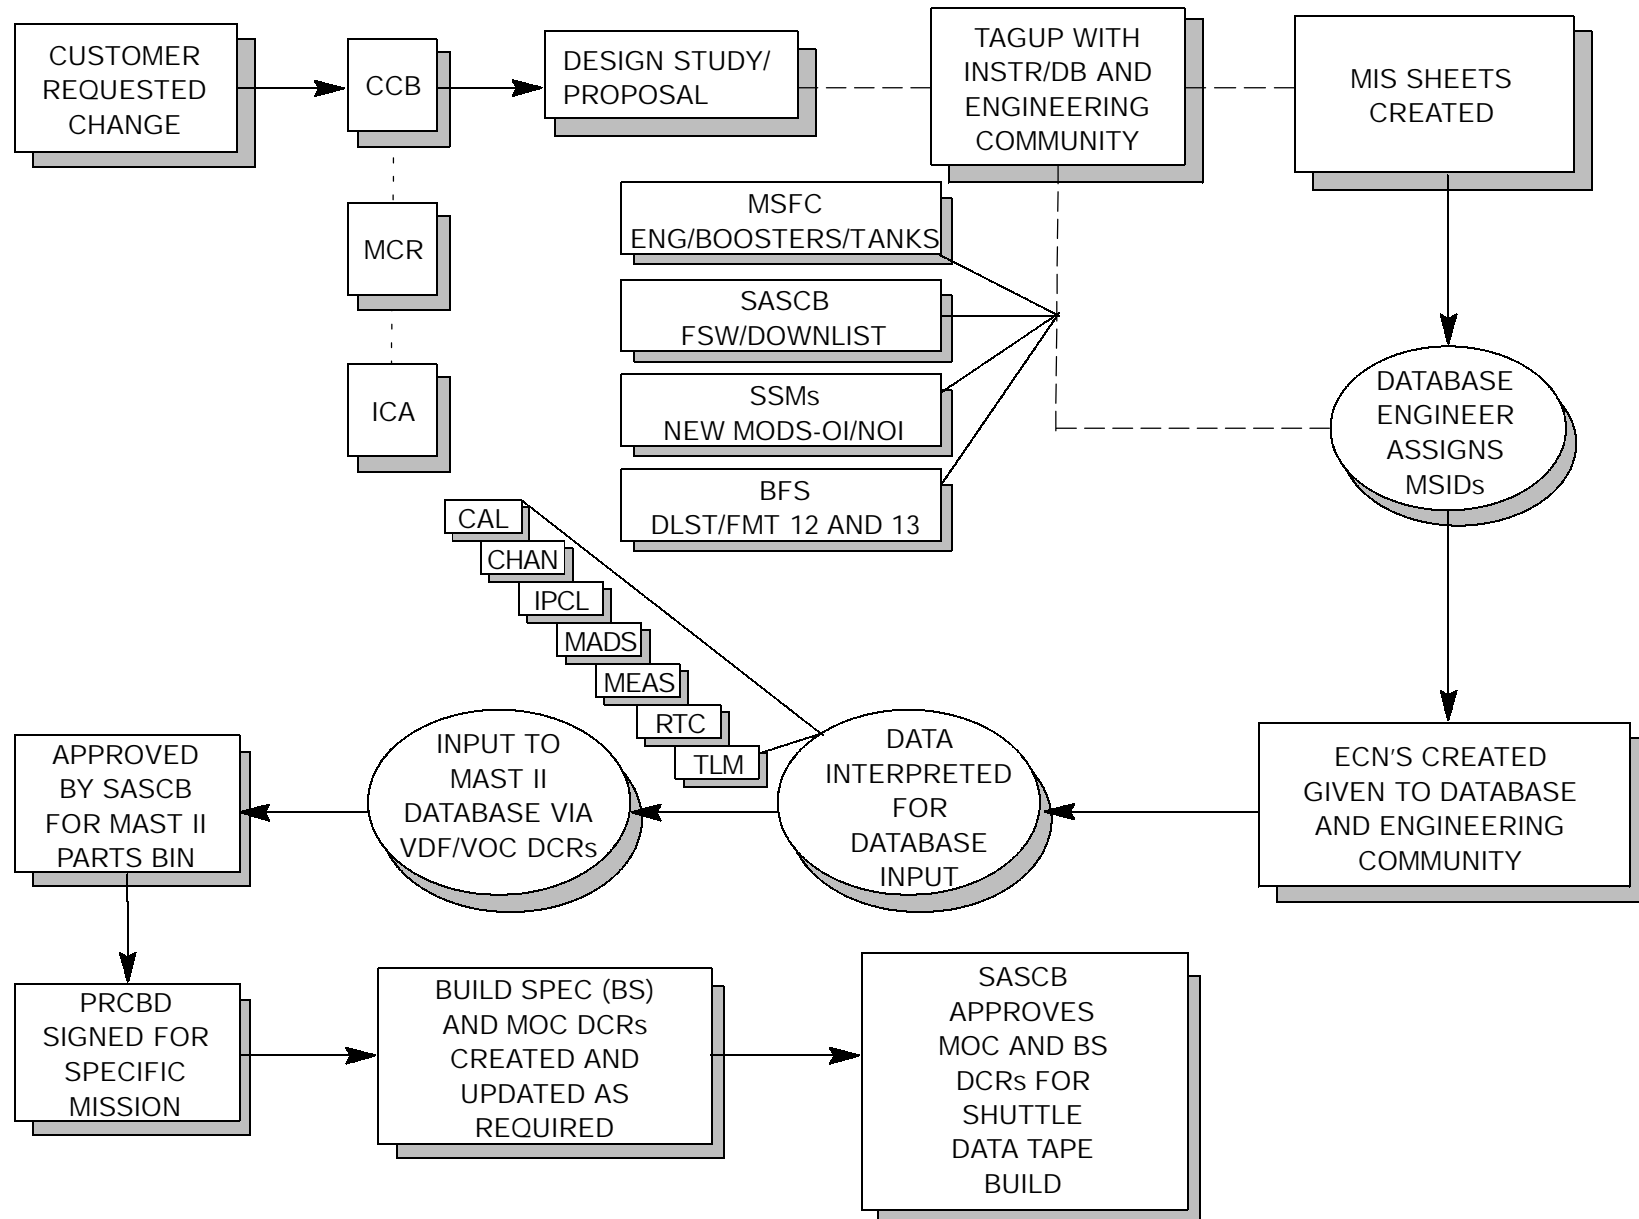 CUSTOMER
REQUESTED
CHANGE
CCB
DESIGN STUDY/
PROPOSAL
TAGUP WITH
INSTR/DB AND
ENGINEERING
COMMUNITY
MIS SHEETS
CREATED
MCR
ICA
MSFC
ENG/BOOSTERS/TANKS
SASCB
FSW/DOWNLIST
SSMs
NEW MODS-OI/NOI
BFS
DLST/FMT 12 AND 13
DATABASE
ENGINEER
ASSIGNS
MSIDs
CAL
CHAN
IPCL
MADS
MEAS
RTC
TLM
ECN'S CREATED
GIVEN TO DATABASE
AND ENGINEERING
COMMUNITY
DATA
INTERPRETED
FOR
DATABASE
INPUT
INPUT TO
MAST II
DATABASE VIA
VDF/VOC DCRs
APPROVED
BY SASCB
FOR MAST II
PARTS BIN
PRCBD
SIGNED FOR
SPECIFIC
MISSION
BUILD SPEC (BS)
AND MOC DCRs
CREATED AND
UPDATED AS
REQUIRED
SASCB
APPROVES
MOC AND BS
DCRs FOR
SHUTTLE
DATA TAPE
BUILD